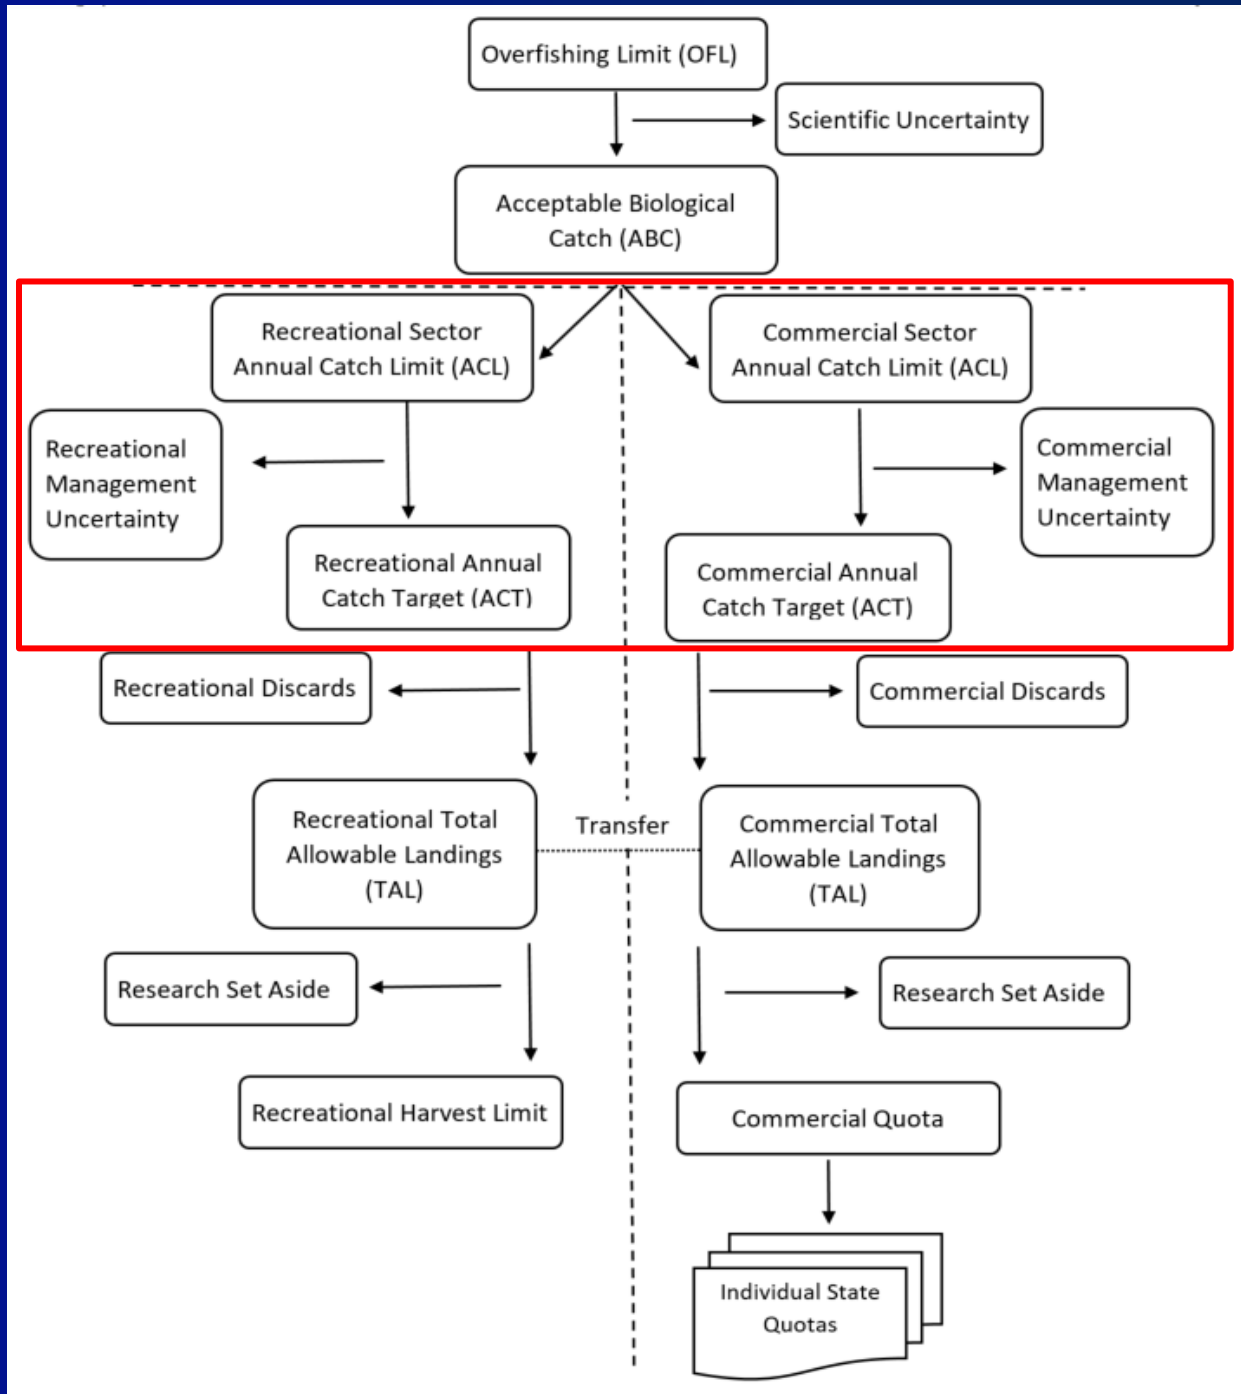 Overfishing Limit (OFL)
Scientific Uncertainty
Acceptable Biological
Catch (ABC)
Recreational Sector
Annual Catch Limit (ACL)
Commercial Sector
Annual Catch Limit (ACL)
Recreational
Management
Uncertainty
Commercial
Management
Uncertainty
Recreational Annual
Catch Target (ACT)
Commercial Annual
Catch Target (ACT)
Recreational Discards
Commercial Discards
Recreational Total
Allowable Landings
(TAL)
Transfer
Commercial Total
Allowable Landings
(TAL)
Research Set Aside
Research Set Aside
Recreational Harvest Limit
Commercial Quota
Individual State
Quotas